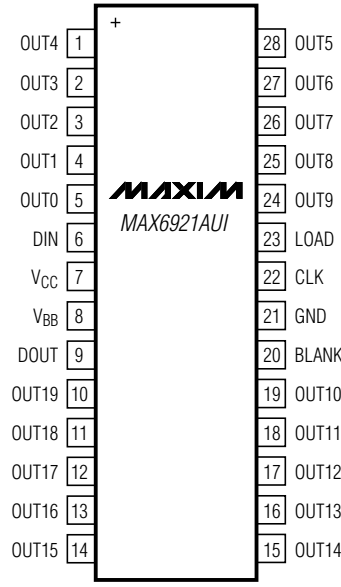 +
OUT4 1 28 OUT5
OUT3 2 27 OUT6
OUT2 3 26 OUT7
OUT1 4 25 OUT8
OUT0 5 MAXIM 24 OUT9
DIN 6 MAX6921AUI 23 LOAD
VCC 7 22 CLK
VBB 8 21 GND
DOUT 9 20 BLANK
OUT19 10 19 OUT10
OUT18 11 18 OUT11
OUT17 12 17 OUT12
OUT16 13 16 OUT13
OUT15 14 15 OUT14